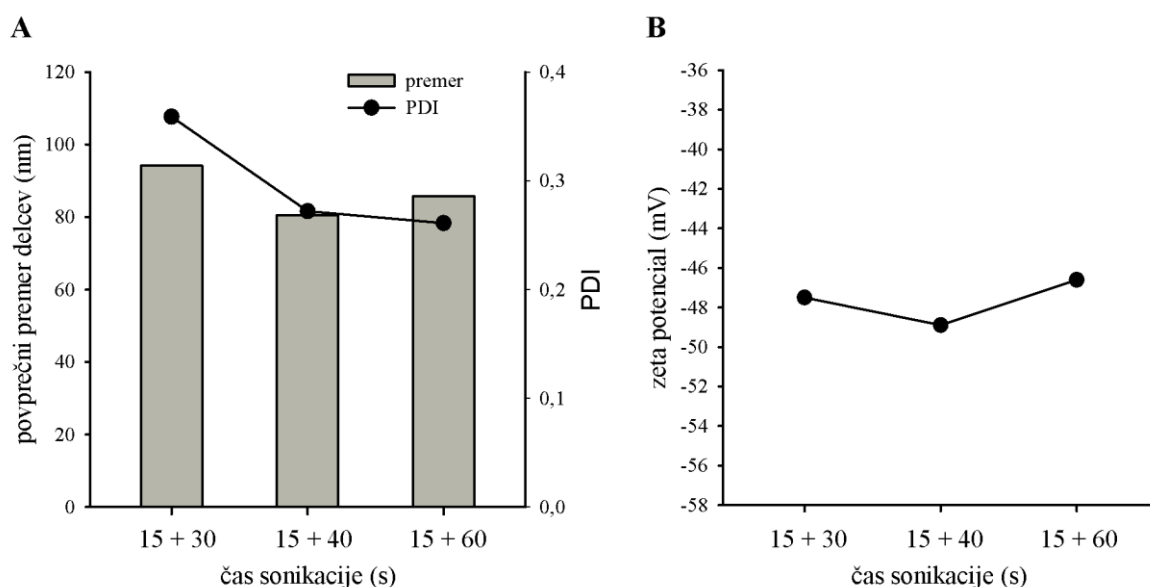 A
povprečni premer delcev (nm)
120
100
80
60
40
20
0
premer
PDI
0,4
0,3
0,2
0,1
0,0
PDI
15 + 30
15 + 40
15 + 60
čas sonikacije (s)
B
zeta potencial (mV)
-36
-38
-40
-42
-44
-46
-48
-50
-52
-54
-56
-58
15 + 30
15 + 40
15 + 60
čas sonikacije (s)